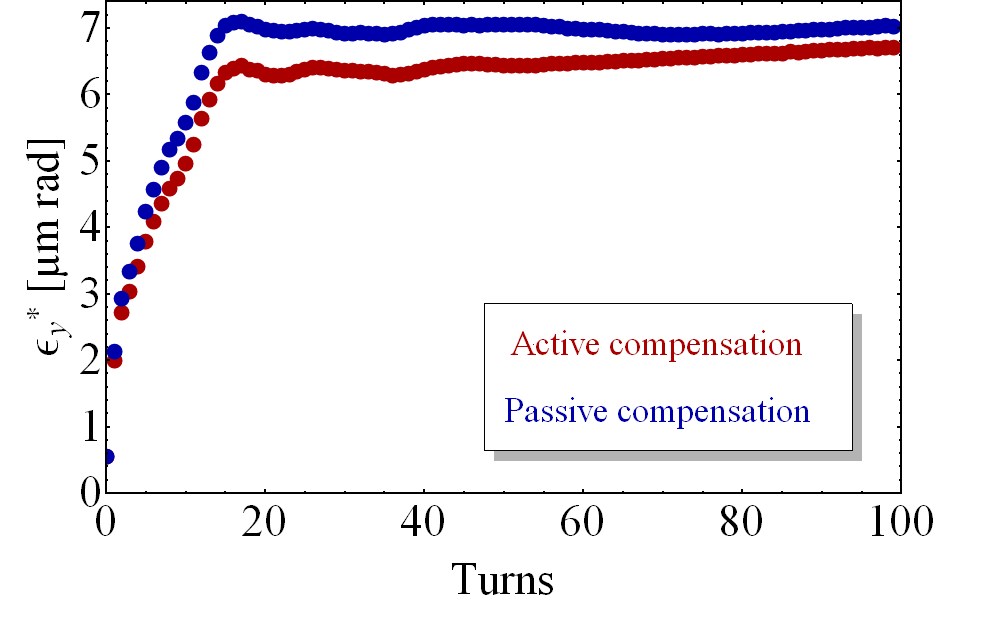 7
6
5
4
3
2
1
0
ϵy* [μm rad]
Active compensation
Passive compensation
0 20 40 60 80 100
Turns